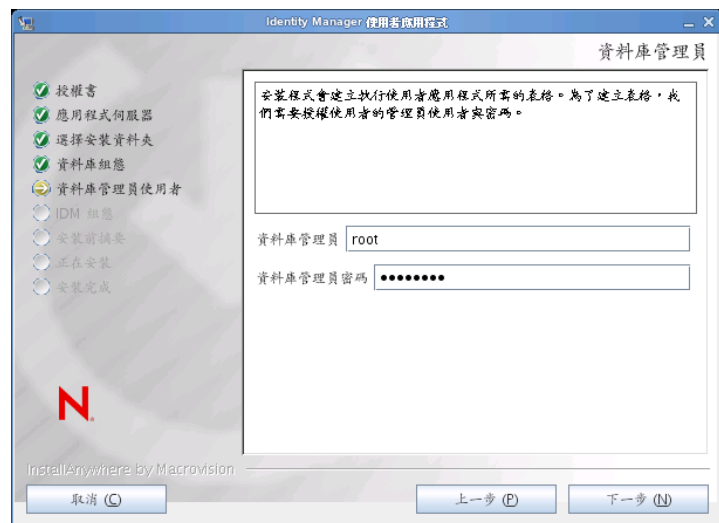 Identity Manager 使用者應用程式
資料庫管理員
授權書
應用程式伺服器
選擇安裝資料夾
資料庫組態
資料庫管理員使用者
IDM 組態
安裝前摘要
正在安裝
安裝完成
安裝程式會建立執行使用者應用程式所需的表格。為了建立表格，我
們需要授權使用者的管理員使用者與密碼。
資料庫管理員 root
資料庫管理員密碼 ●●●●●●●●
N
InstallAnywhere by Macrovision
取消 (C)
上一步 (P)
下一步 (N)